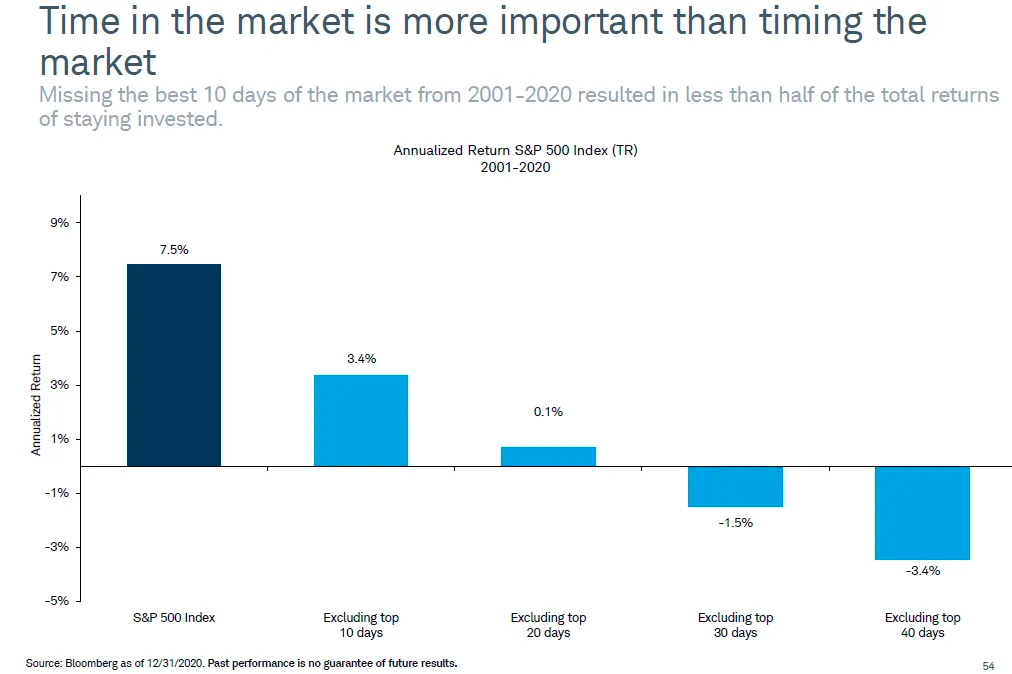 Time in the market is more important than timing the
market
Missing the best 10 days of the market from 2001-2020 resulted in less than half of the total returns
of staying invested.
Annualized Return S&P 500 Index (TR)
2001-2020
Annualized Return
9%
7%
5%
3%
1%
-1%
-3%
-5%
7.5%
3.4%
0.1%
-1.5%
-3.4%
S&P 500 Index
Excluding top
10 days
Excluding top
20 days
Excluding top
30 days
Excluding top
40 days
Source: Bloomberg as of 12/31/2020. Past performance is no guarantee of future results.
54